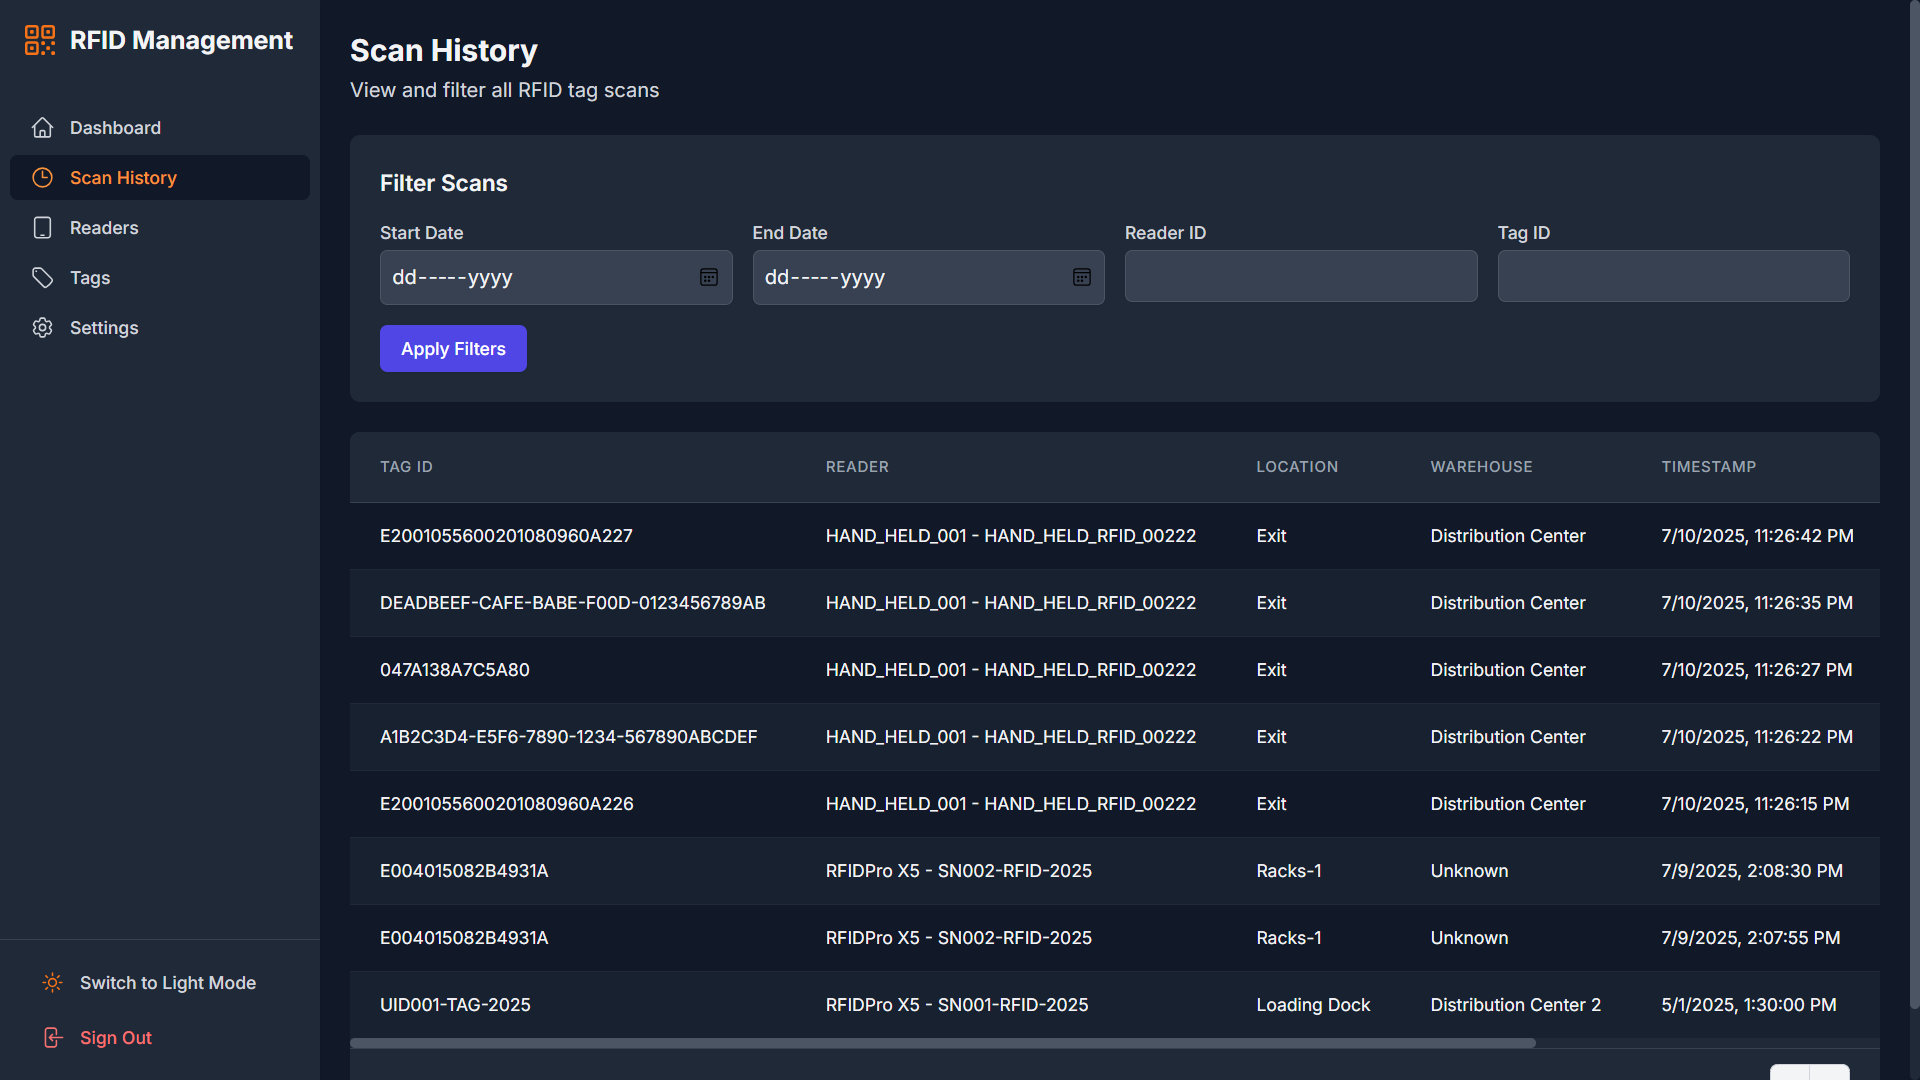 RFID Management
Dashboard
Scan History
Readers
Tags
Settings
Switch to Light Mode
Sign Out
Scan History
View and filter all RFID tag scans
Filter Scans
Start Date End Date Reader ID Tag ID
dd-----yyyy dd-----yyyy
Apply Filters
TAG ID READER LOCATION WAREHOUSE TIMESTAMP
E2001055600201080960A227 HAND_HELD_001 - HAND_HELD_RFID_00222 Exit Distribution Center 7/10/2025, 11:26:42 PM
DEADBEEF-CAFE-BABE-F00D-0123456789AB HAND_HELD_001 - HAND_HELD_RFID_00222 Exit Distribution Center 7/10/2025, 11:26:35 PM
047A138A7C5A80 HAND_HELD_001 - HAND_HELD_RFID_00222 Exit Distribution Center 7/10/2025, 11:26:27 PM
A1B2C3D4-E5F6-7890-1234-567890ABCDEF HAND_HELD_001 - HAND_HELD_RFID_00222 Exit Distribution Center 7/10/2025, 11:26:22 PM
E2001055600201080960A226 HAND_HELD_001 - HAND_HELD_RFID_00222 Exit Distribution Center 7/10/2025, 11:26:15 PM
E004015082B4931A RFIDPro X5 - SN002-RFID-2025 Racks-1 Unknown 7/9/2025, 2:08:30 PM
E004015082B4931A RFIDPro X5 - SN002-RFID-2025 Racks-1 Unknown 7/9/2025, 2:07:55 PM
UID001-TAG-2025 RFIDPro X5 - SN001-RFID-2025 Loading Dock Distribution Center 2 5/1/2025, 1:30:00 PM